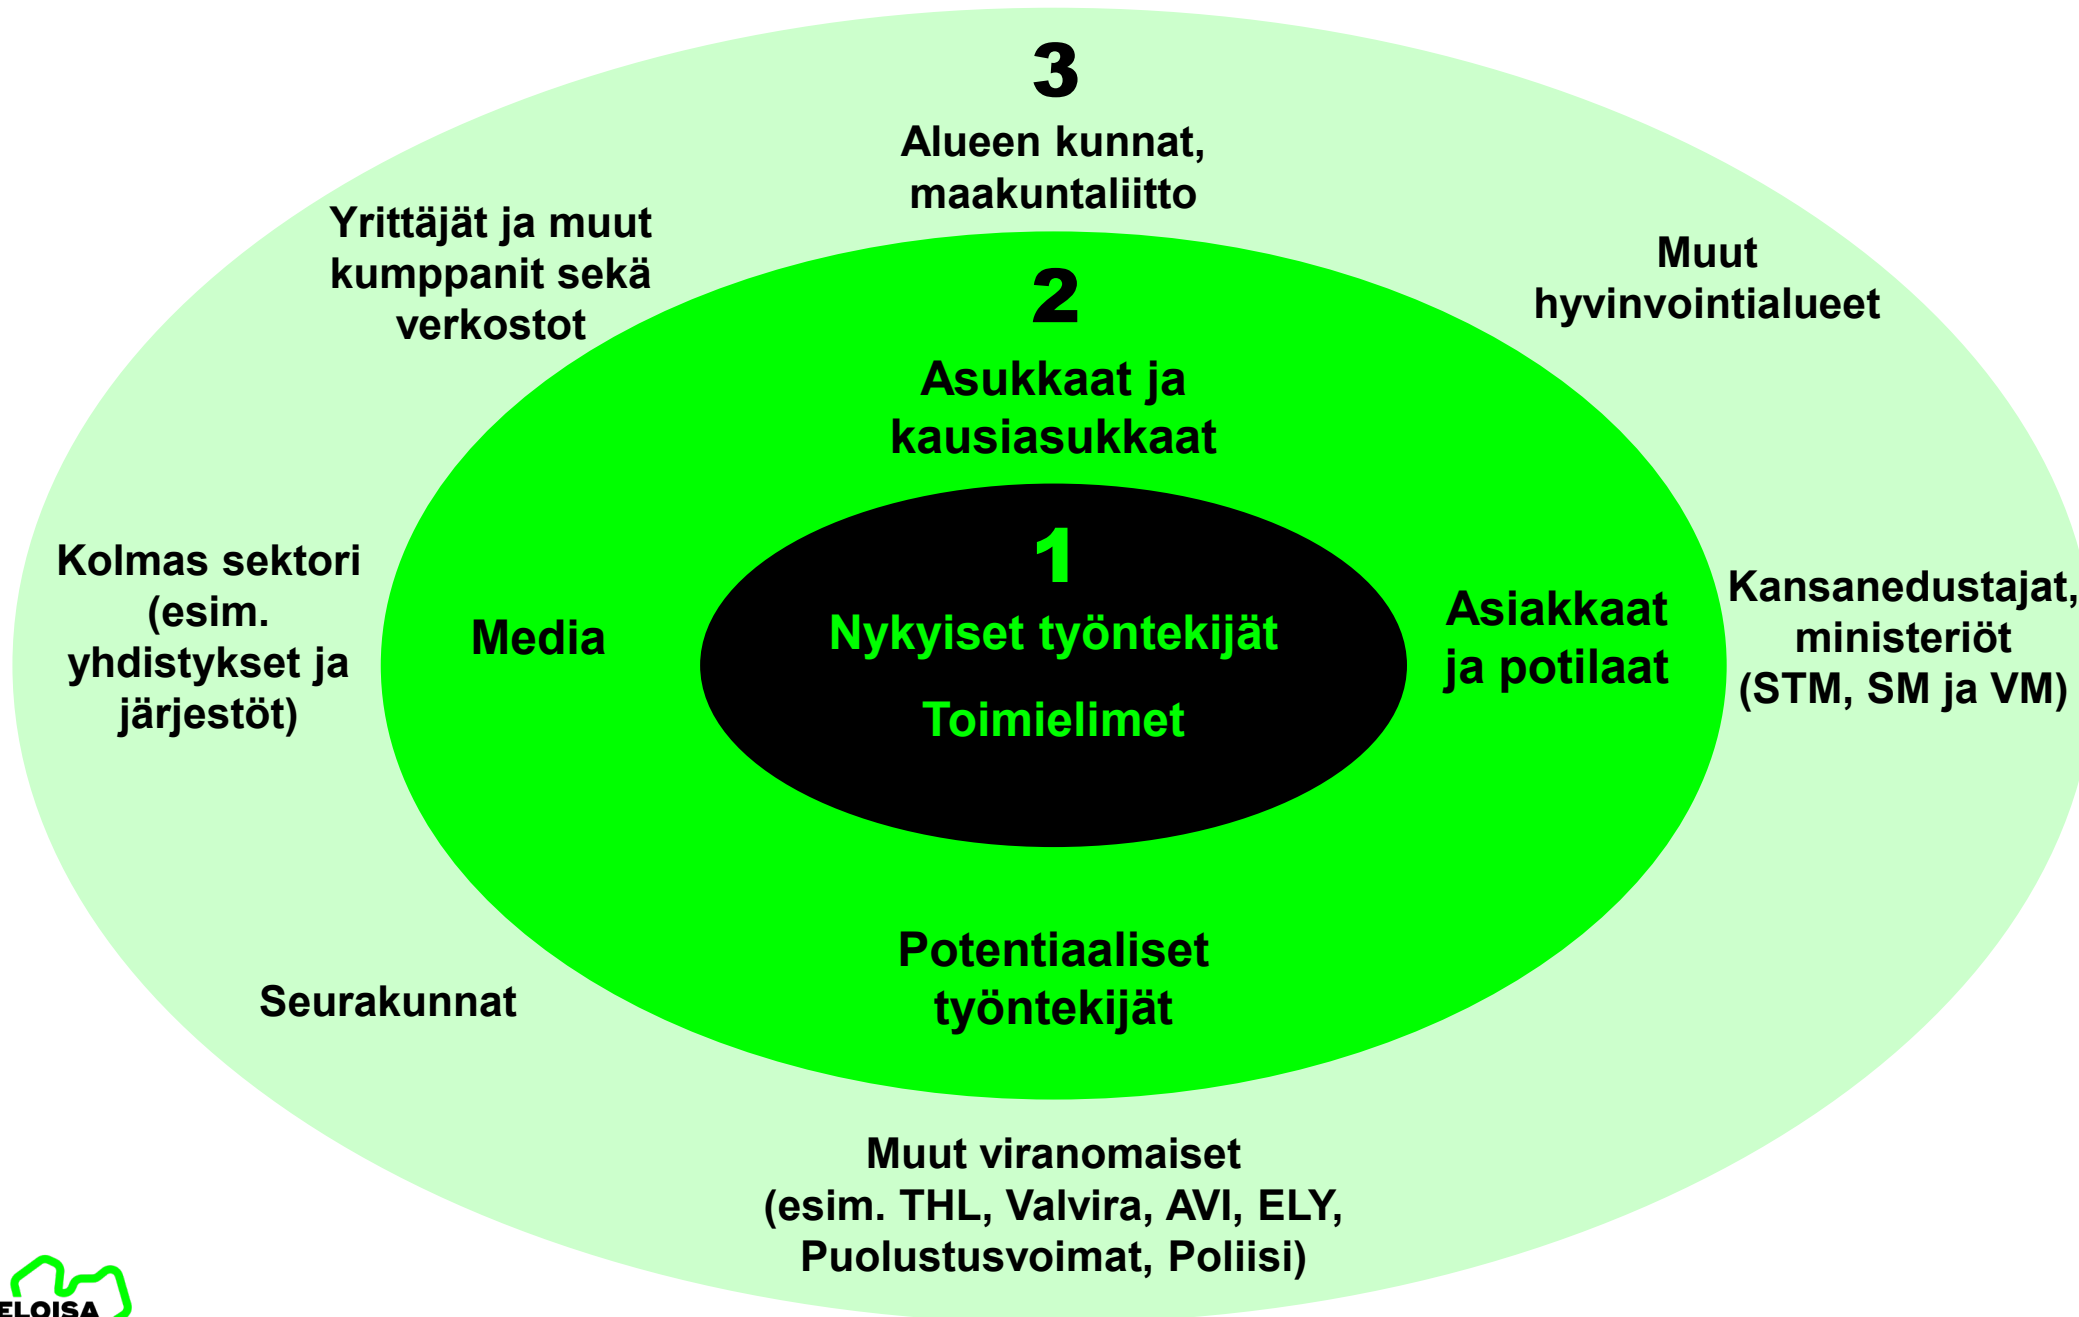 3
Alueen kunnat,
maakuntaliitto
Yrittäjät ja muut
kumppanit sekä
verkostot
Muut
hyvinvointialueet
2
Asukkaat ja
kausiasukkaat
Kolmas sektori
(esim.
yhdistykset ja
järjestöt)
Media
1
Nykyiset työntekijät
Toimielimet
Asiakkaat
ja potilaat
Kansanedustajat,
ministeriöt
(STM, SM ja VM)
Potentiaaliset
työntekijät
Seurakunnat
Muut viranomaiset
(esim. THL, Valvira, AVI, ELY,
Puolustusvoimat, Poliisi)
ELOISA